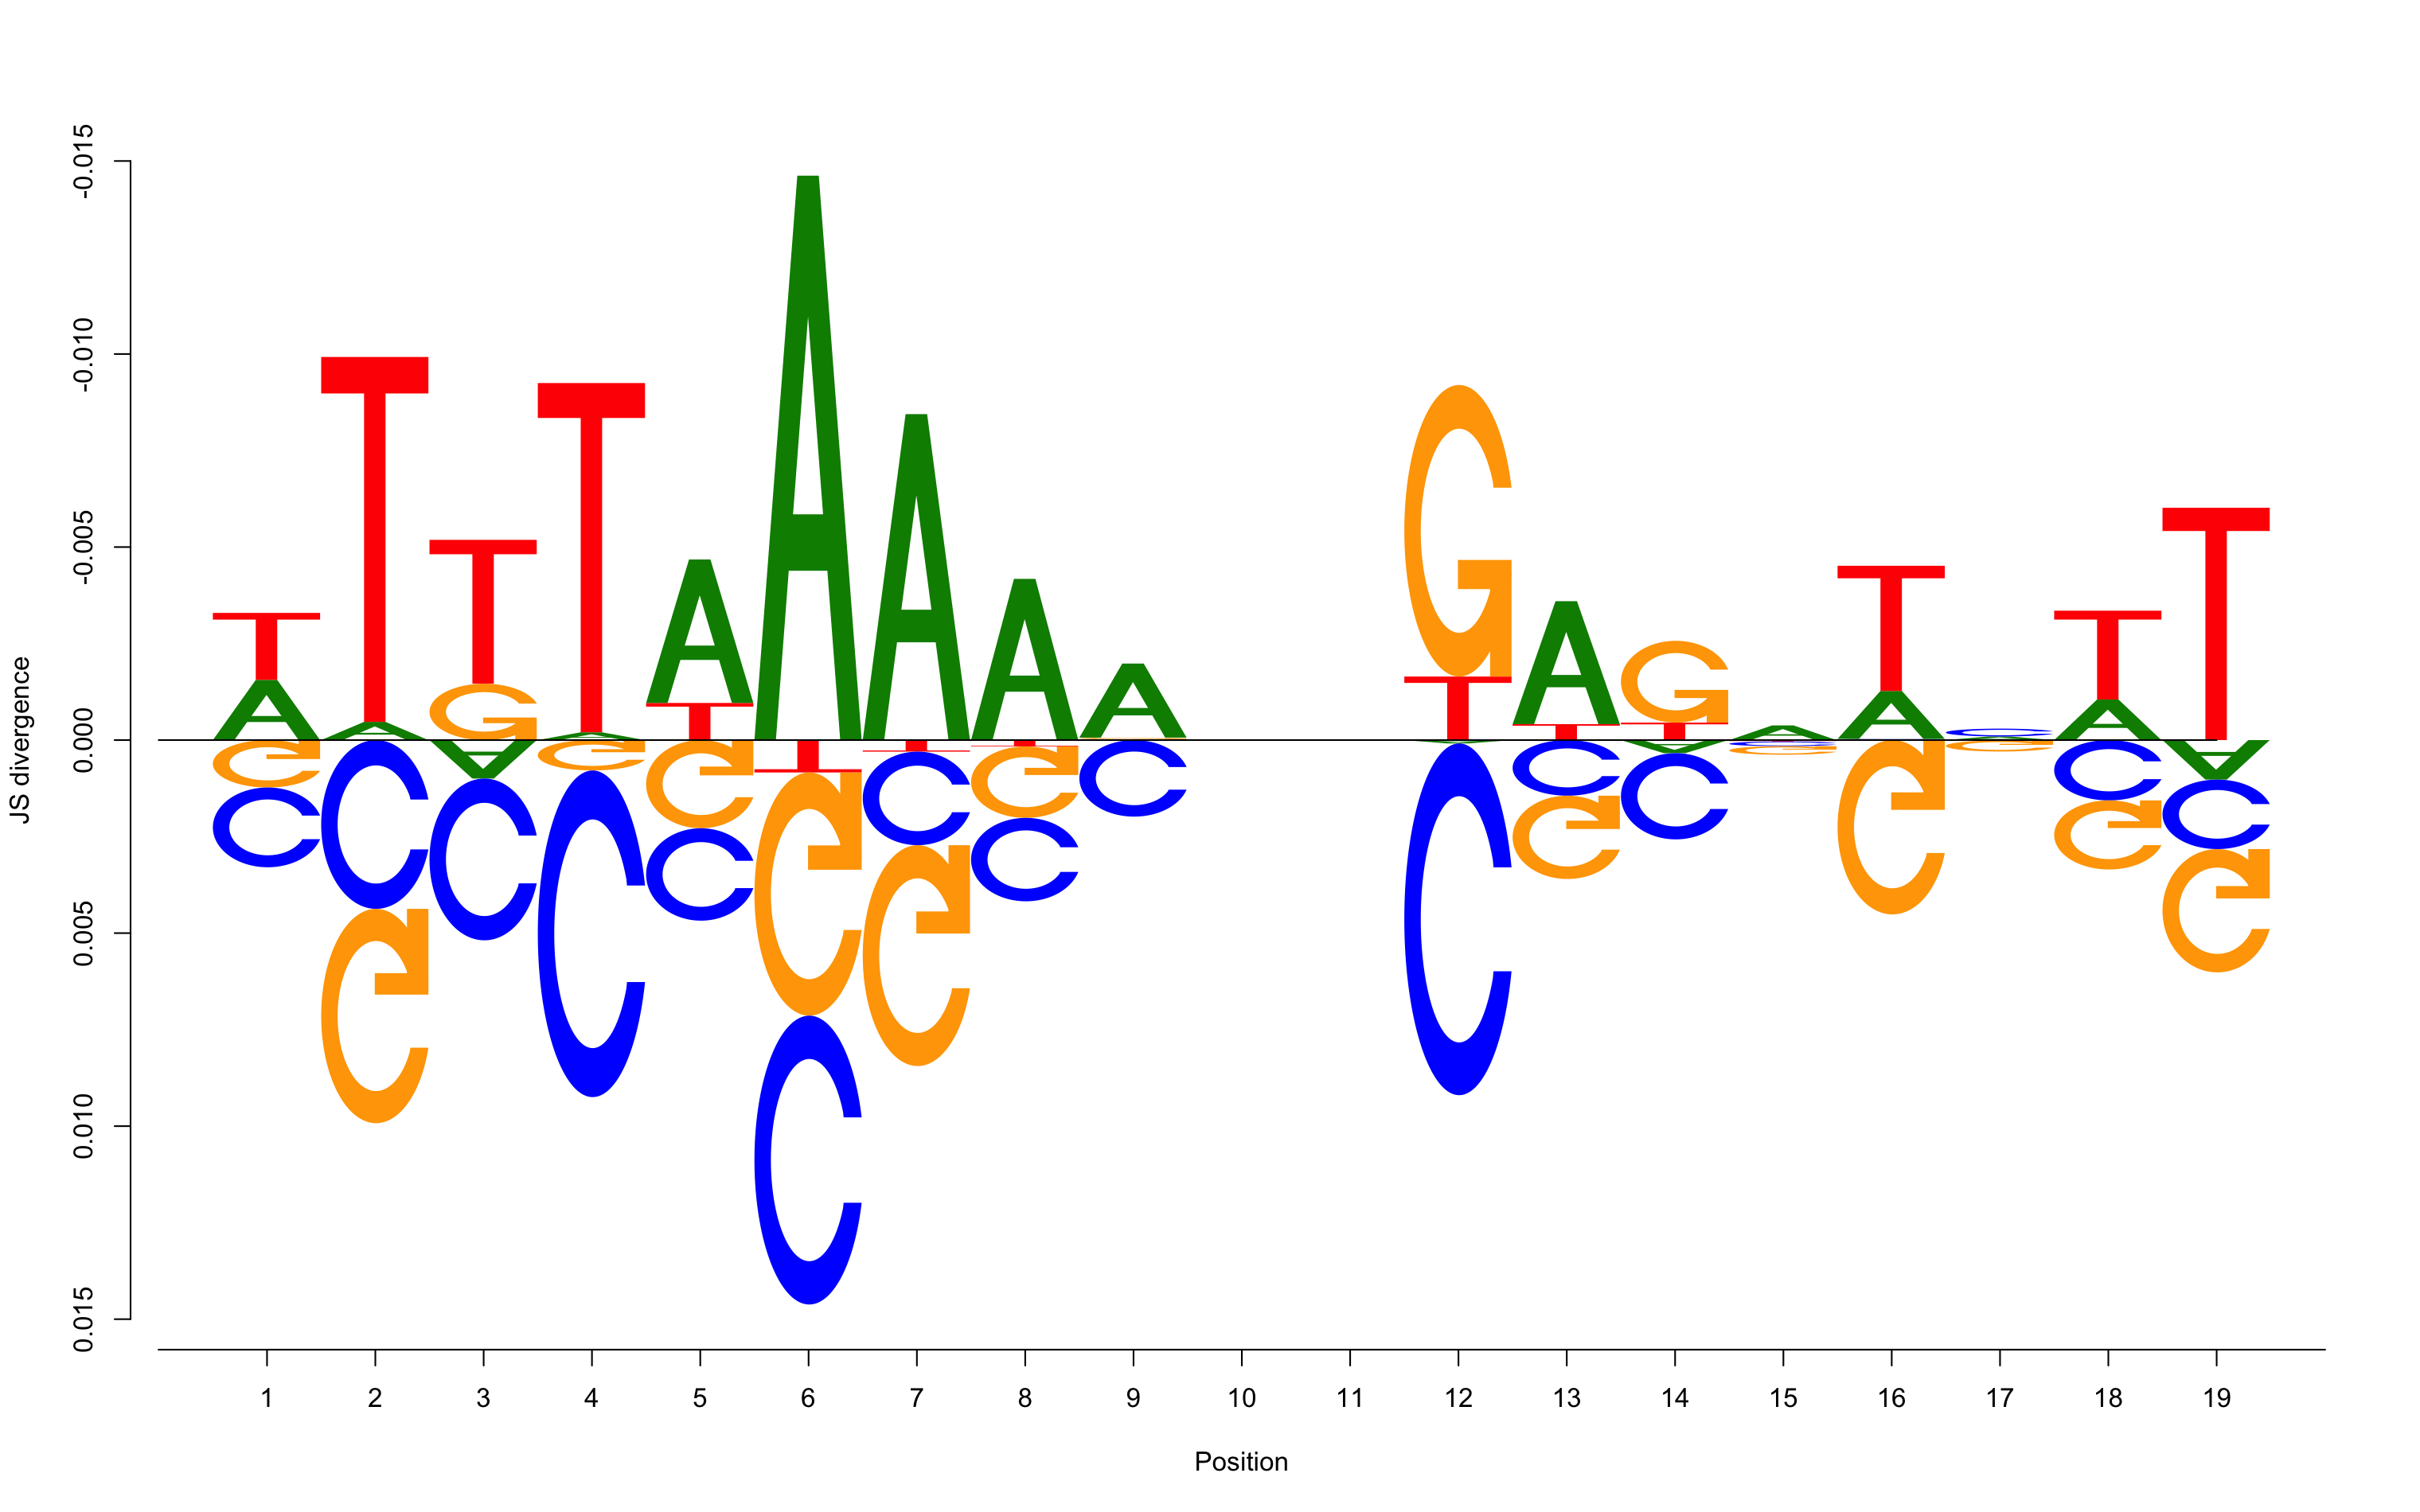 JS divergence
-0.015
-0.010
-0.005
0.000
0.005
0.010
0.015
T A G C
T A C G
T G A C
T A G C
A T G C
A T G C
A T C G
A T G C
A C
G T A C
A T C G
G T A C
A C G
T A G
C A G
T A C G
T A C G
1 2 3 4 5 6 7 8 9 10 11 12 13 14 15 16 17 18 19
Position